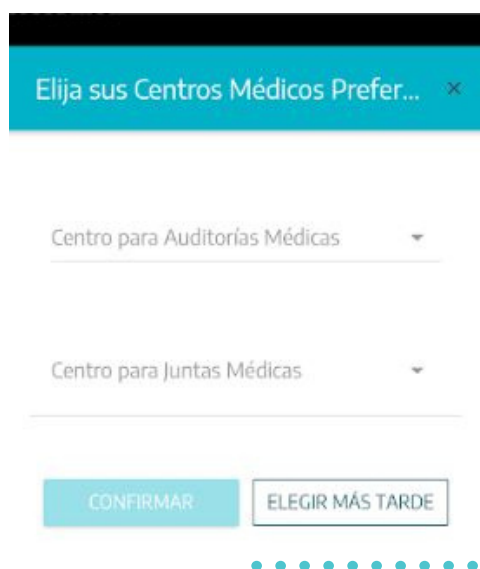 Elija sus Centros Médicos Prefer... ×
Centro para Auditorías Médicas
Centro para Juntas Médicas
CONFIRMAR ELEGIR MÁS TARDE